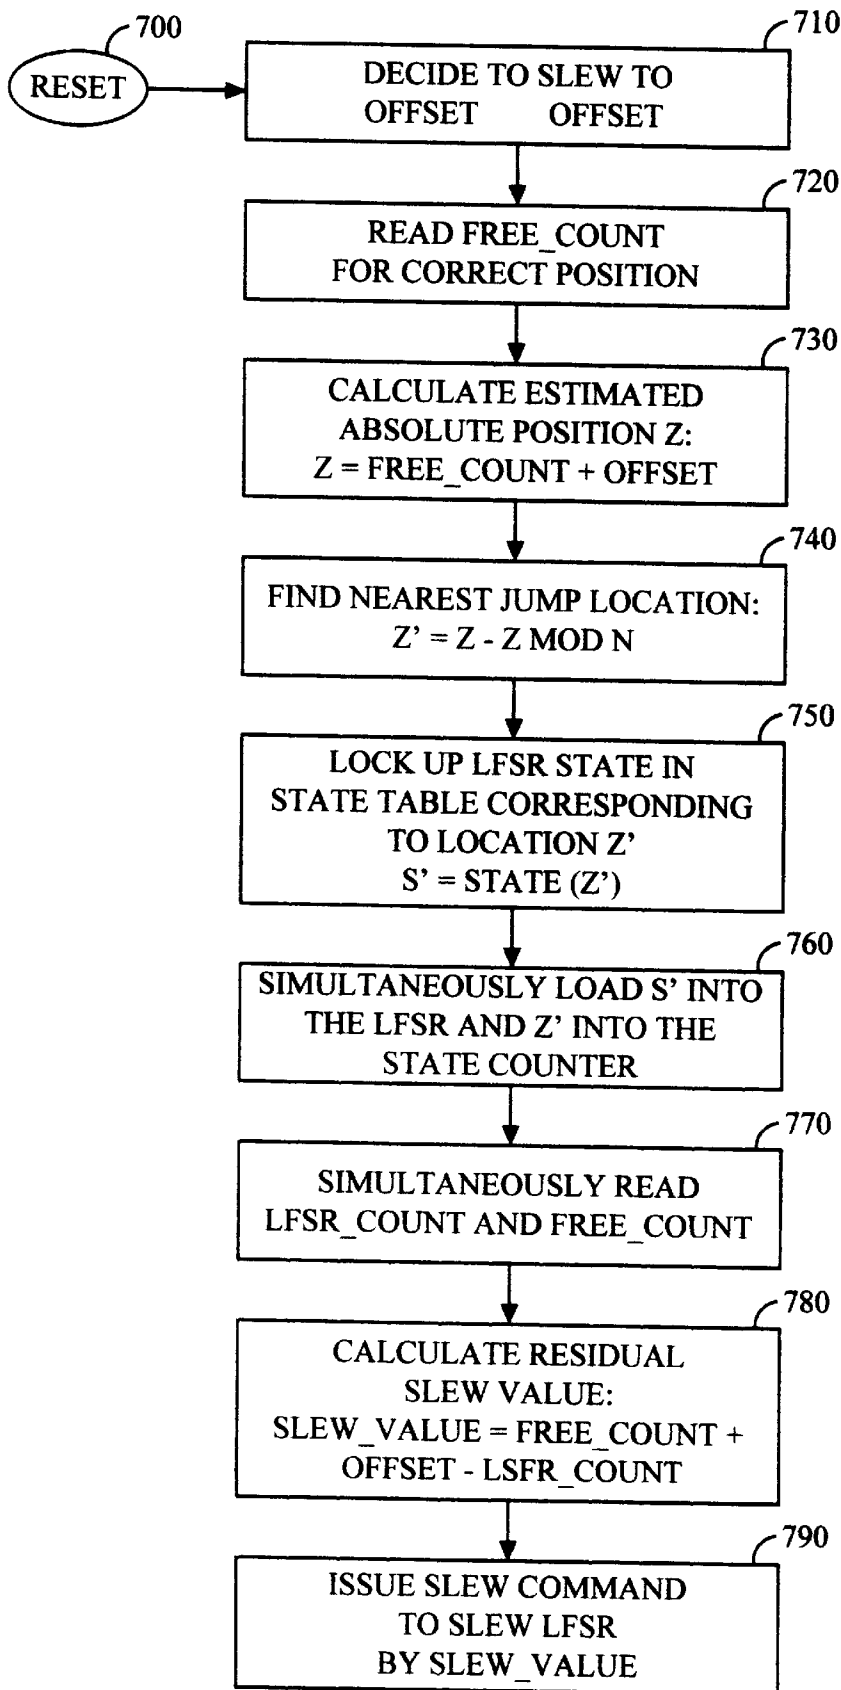 700
RESET
710
DECIDE TO SLEW TO
OFFSET OFFSET
720
READ FREE_COUNT
FOR CORRECT POSITION
730
CALCULATE ESTIMATED
ABSOLUTE POSITION Z:
Z = FREE_COUNT + OFFSET
740
FIND NEAREST JUMP LOCATION:
Z' = Z - Z MOD N
750
LOCK UP LFSR STATE IN
STATE TABLE CORRESPONDING
TO LOCATION Z'
S' = STATE (Z')
760
SIMULTANEOUSLY LOAD S' INTO
THE LFSR AND Z' INTO THE
STATE COUNTER
770
SIMULTANEOUSLY READ
LFSR_COUNT AND FREE_COUNT
780
CALCULATE RESIDUAL
SLEW VALUE:
SLEW_VALUE = FREE_COUNT +
OFFSET - LSFR_COUNT
790
ISSUE SLEW COMMAND
TO SLEW LFSR
BY SLEW_VALUE